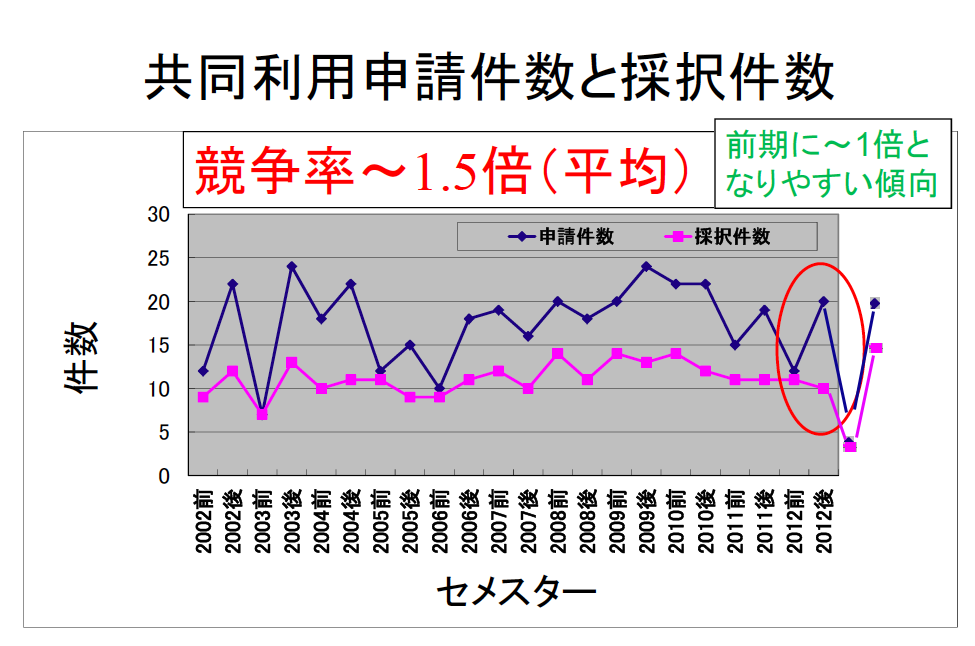 共同利用申請件数と採択件数
競争率～1.5倍(平均)
前期に～1倍と
なりやすい傾向
申請件数
採択件数
件数
30
25
20
15
10
5
0
2002前
2002後
2003前
2003後
2004前
2004後
2005前
2005後
2006前
2006後
2007前
2007後
2008前
2008後
2009前
2009後
2010前
2010後
2011前
2011後
2012前
2012後
セメスター